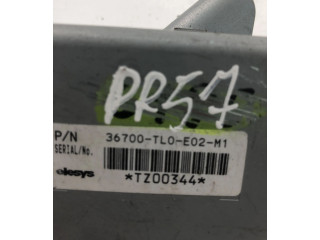 PR57
P/N 36700-TL0-E02-M1
SERIAL/No.
elesys *TZ00344*